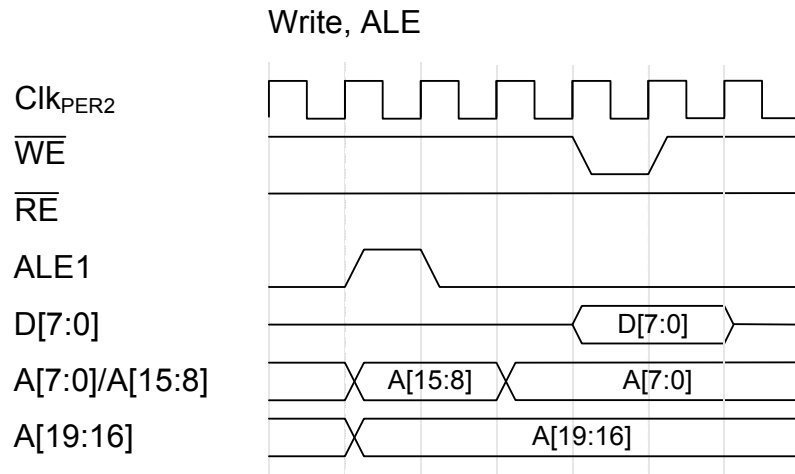 Write, ALE
ClkPER2
WE
RE
ALE1
D[7:0] D[7:0]
A[7:0]/A[15:8] A[15:8] A[7:0]
A[19:16] A[19:16]